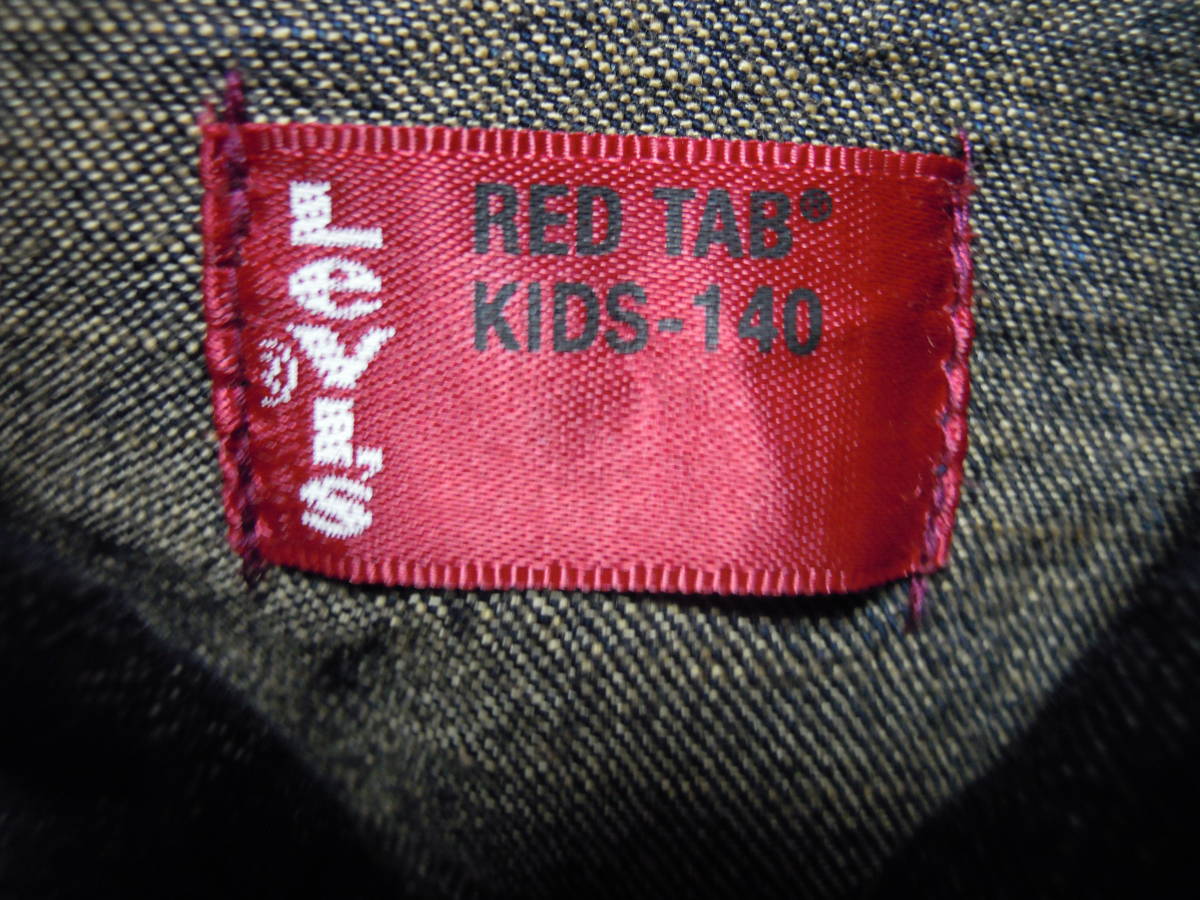 LEVI'S
®
RED TAB®
KIDS-140